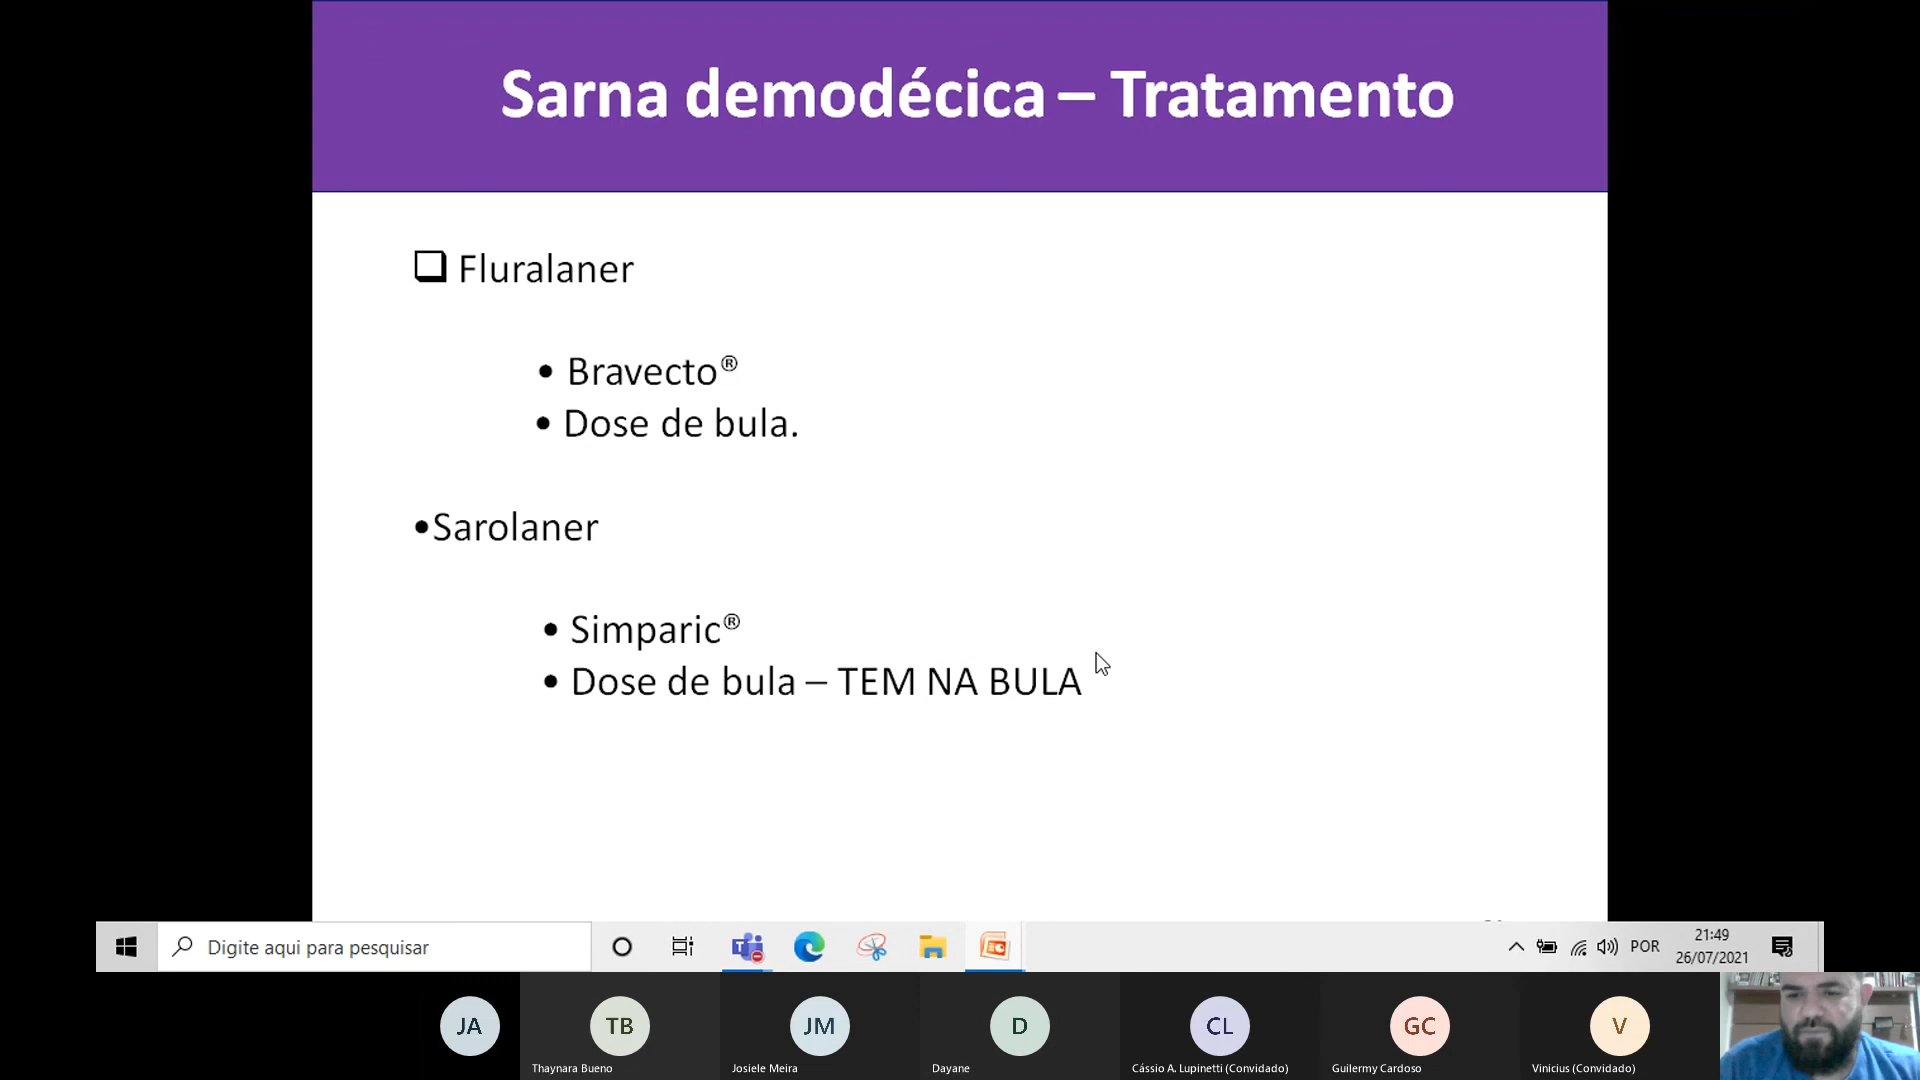 Sarna demodécica – Tratamento
❑ Fluralaner
• Bravecto®
• Dose de bula.
•Sarolaner
• Simparic®
• Dose de bula – TEM NA BULA
Digite aqui para pesquisar
POR
21:49
26/07/2021
JA
TB
JM
D
CL
GC
V
Thaynara Bueno
Josiele Meira
Dayane
Cássio A. Lupinetti (Convidado)
Guilermy Cardoso
Vinicius (Convidado)